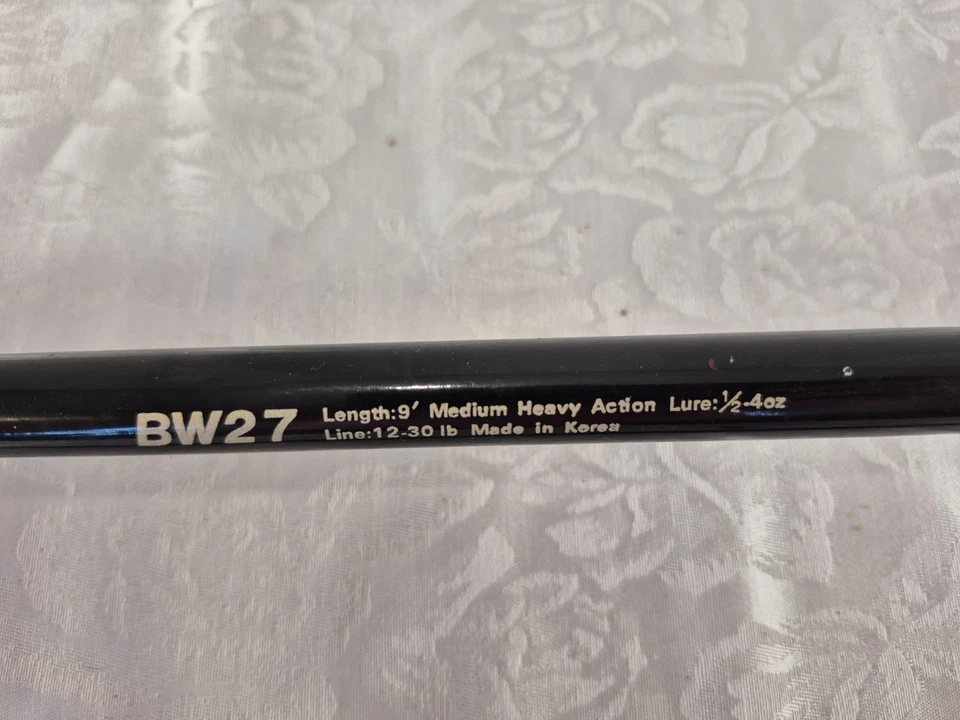 BW27
Length:9′ Medium Heavy Action Lure:½-4oz
Line:12-30 lb Made in Korea